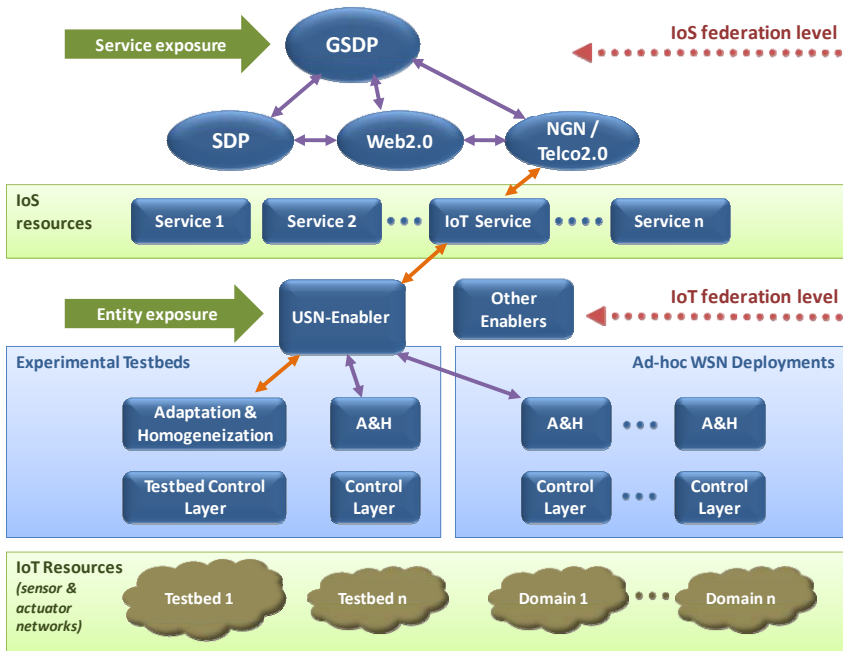 Service exposure
GSDP
IoS federation level
SDP
Web2.0
NGN /
Telco2.0
IoS
resources
Service 1
Service 2
IoT Service
Service n
Entity exposure
USN-Enabler
Other
Enablers
IoT federation level
Experimental Testbeds
Ad-hoc WSN Deployments
Adaptation &
Homogeneization
A&H
A&H
A&H
Testbed Control
Layer
Control
Layer
Control
Layer
Control
Layer
IoT Resources
(sensor &
actuator
networks)
Testbed 1
Testbed n
Domain 1
Domain n